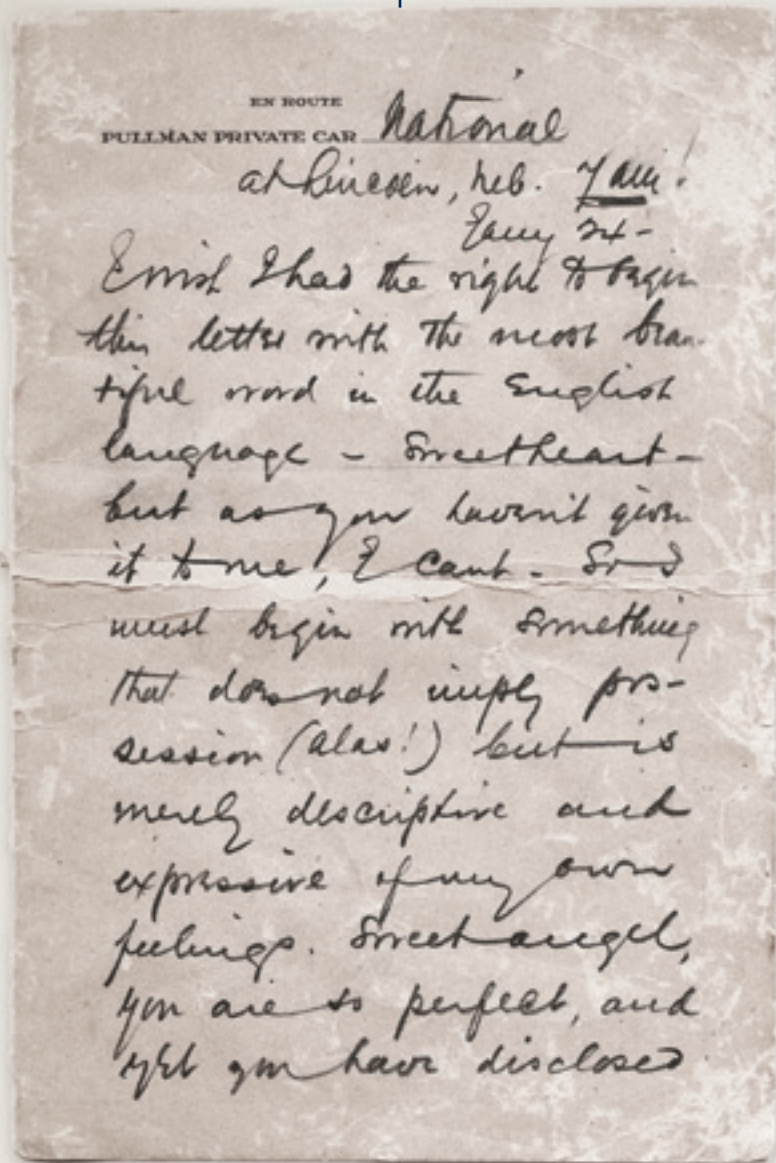 EN ROUTE
PULLMAN PRIVATE CAR National
at Lincoln, Neb. 7 am!
Jany 24-
I wish I had the right to begin
this letter with the most beau-
tiful word in the English
language - Sweetheart -
but as you haven't given
it to me, I cant - So I
must begin with something
that does not imply pos-
session (alas!) but is
merely descriptive and
expressive of my own
feelings. Sweet angel,
you are so perfect, and
yet you have disclosed